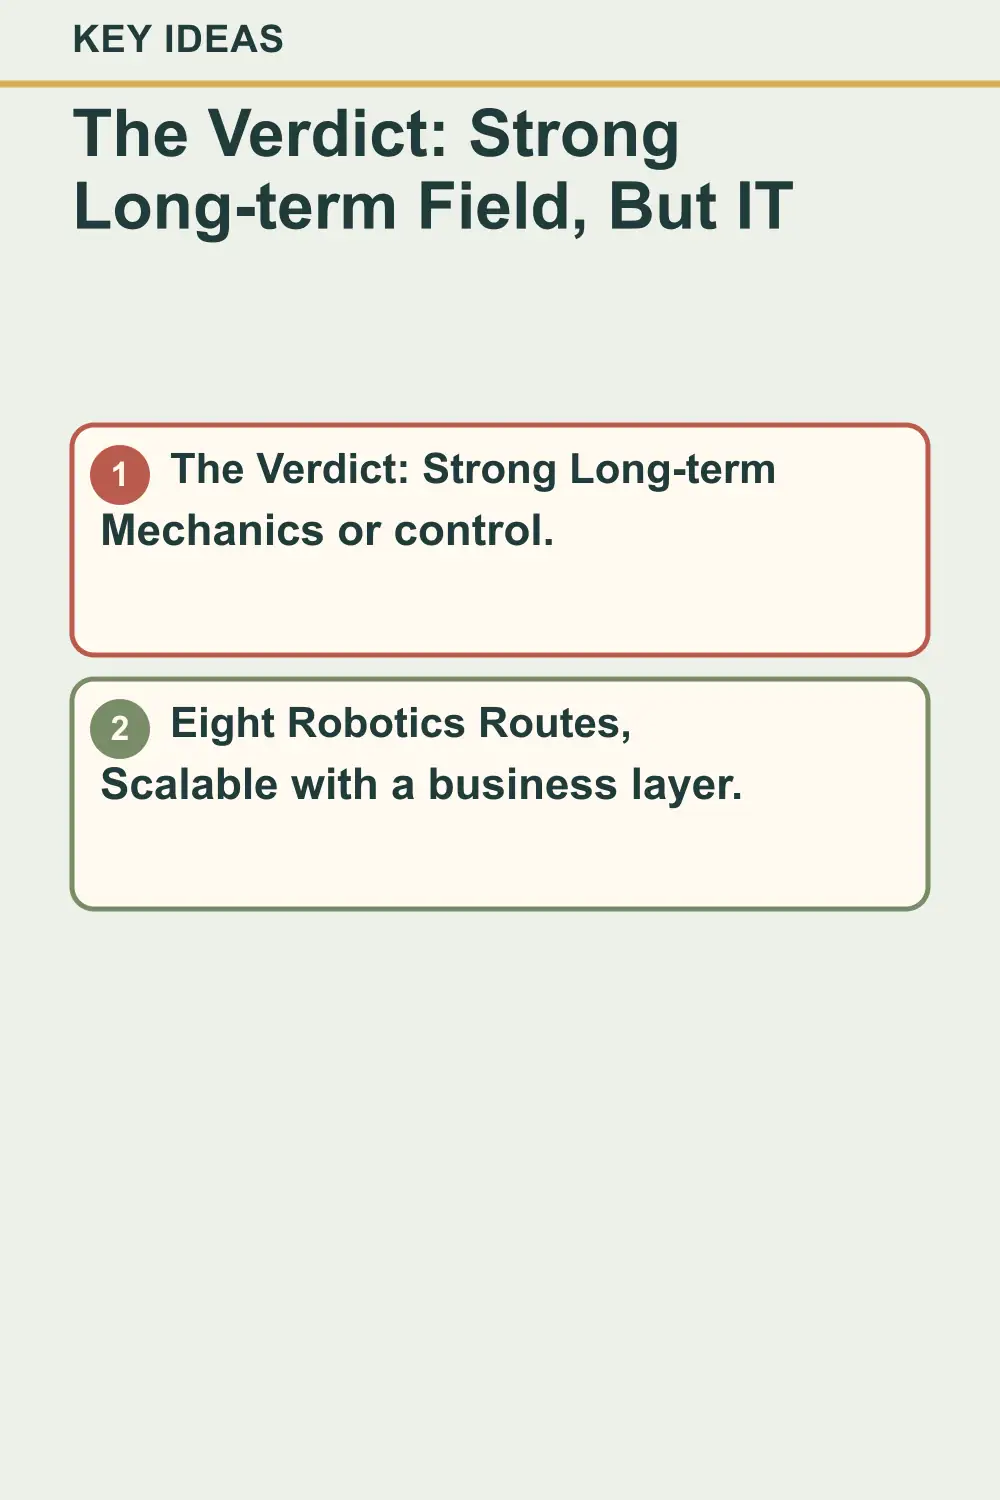 KEY IDEAS
The Verdict: Strong
Long-term Field, But IT
1 The Verdict: Strong Long-term
Mechanics or control.
2 Eight Robotics Routes,
Scalable with a business layer.